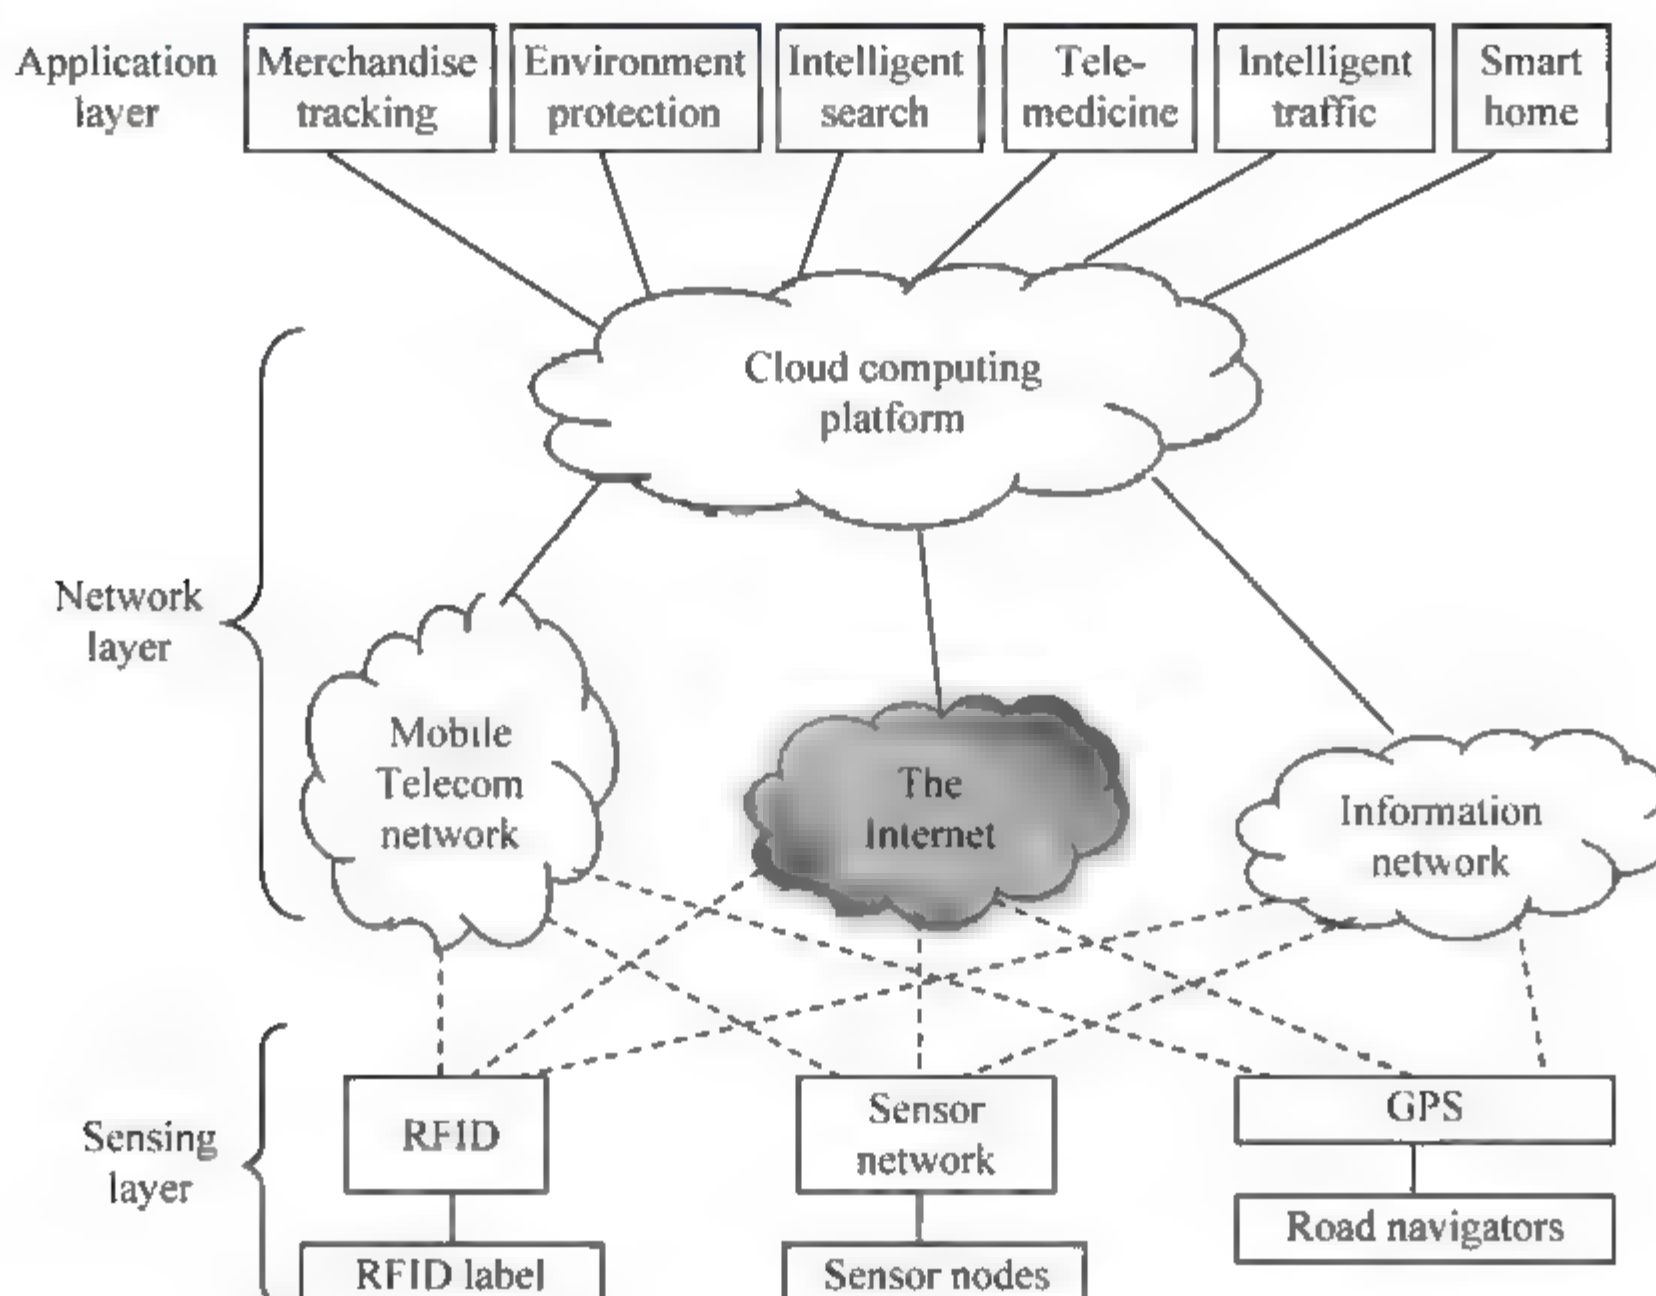 Application
layer
Merchandise
tracking
Environment
protection
Intelligent
search
Tele-
medicine
Intelligent
traffic
Smart
home
Cloud computing
platform
Network
layer
Mobile
Telecom
network
The
Internet
Information
network
Sensing
layer
RFID
Sensor
network
GPS
Road navigators
RFID label
Sensor nodes